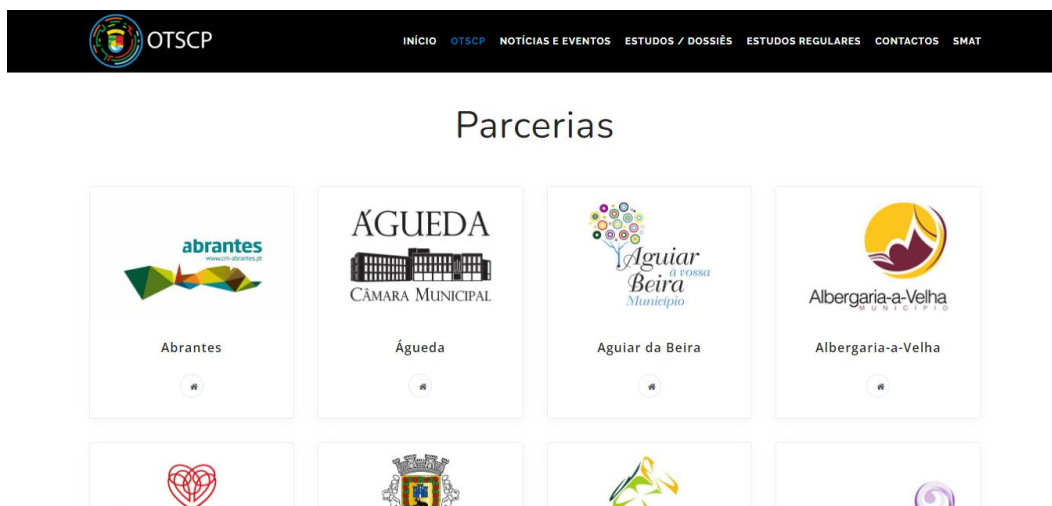 OTSCP
INÍCIO OTSCP NOTÍCIAS E EVENTOS ESTUDOS / DOSSIÊS ESTUDOS REGULARES CONTACTOS SMAT
Parcerias
abrantes
www.cm-abrantes.pt
ÁGUEDA
CÂMARA MUNICIPAL
Aguiar
à vossa
Beira
Município
Albergaria-a-Velha
MUNICÍPIO
Abrantes
Águeda
Aguiar da Beira
Albergaria-a-Velha